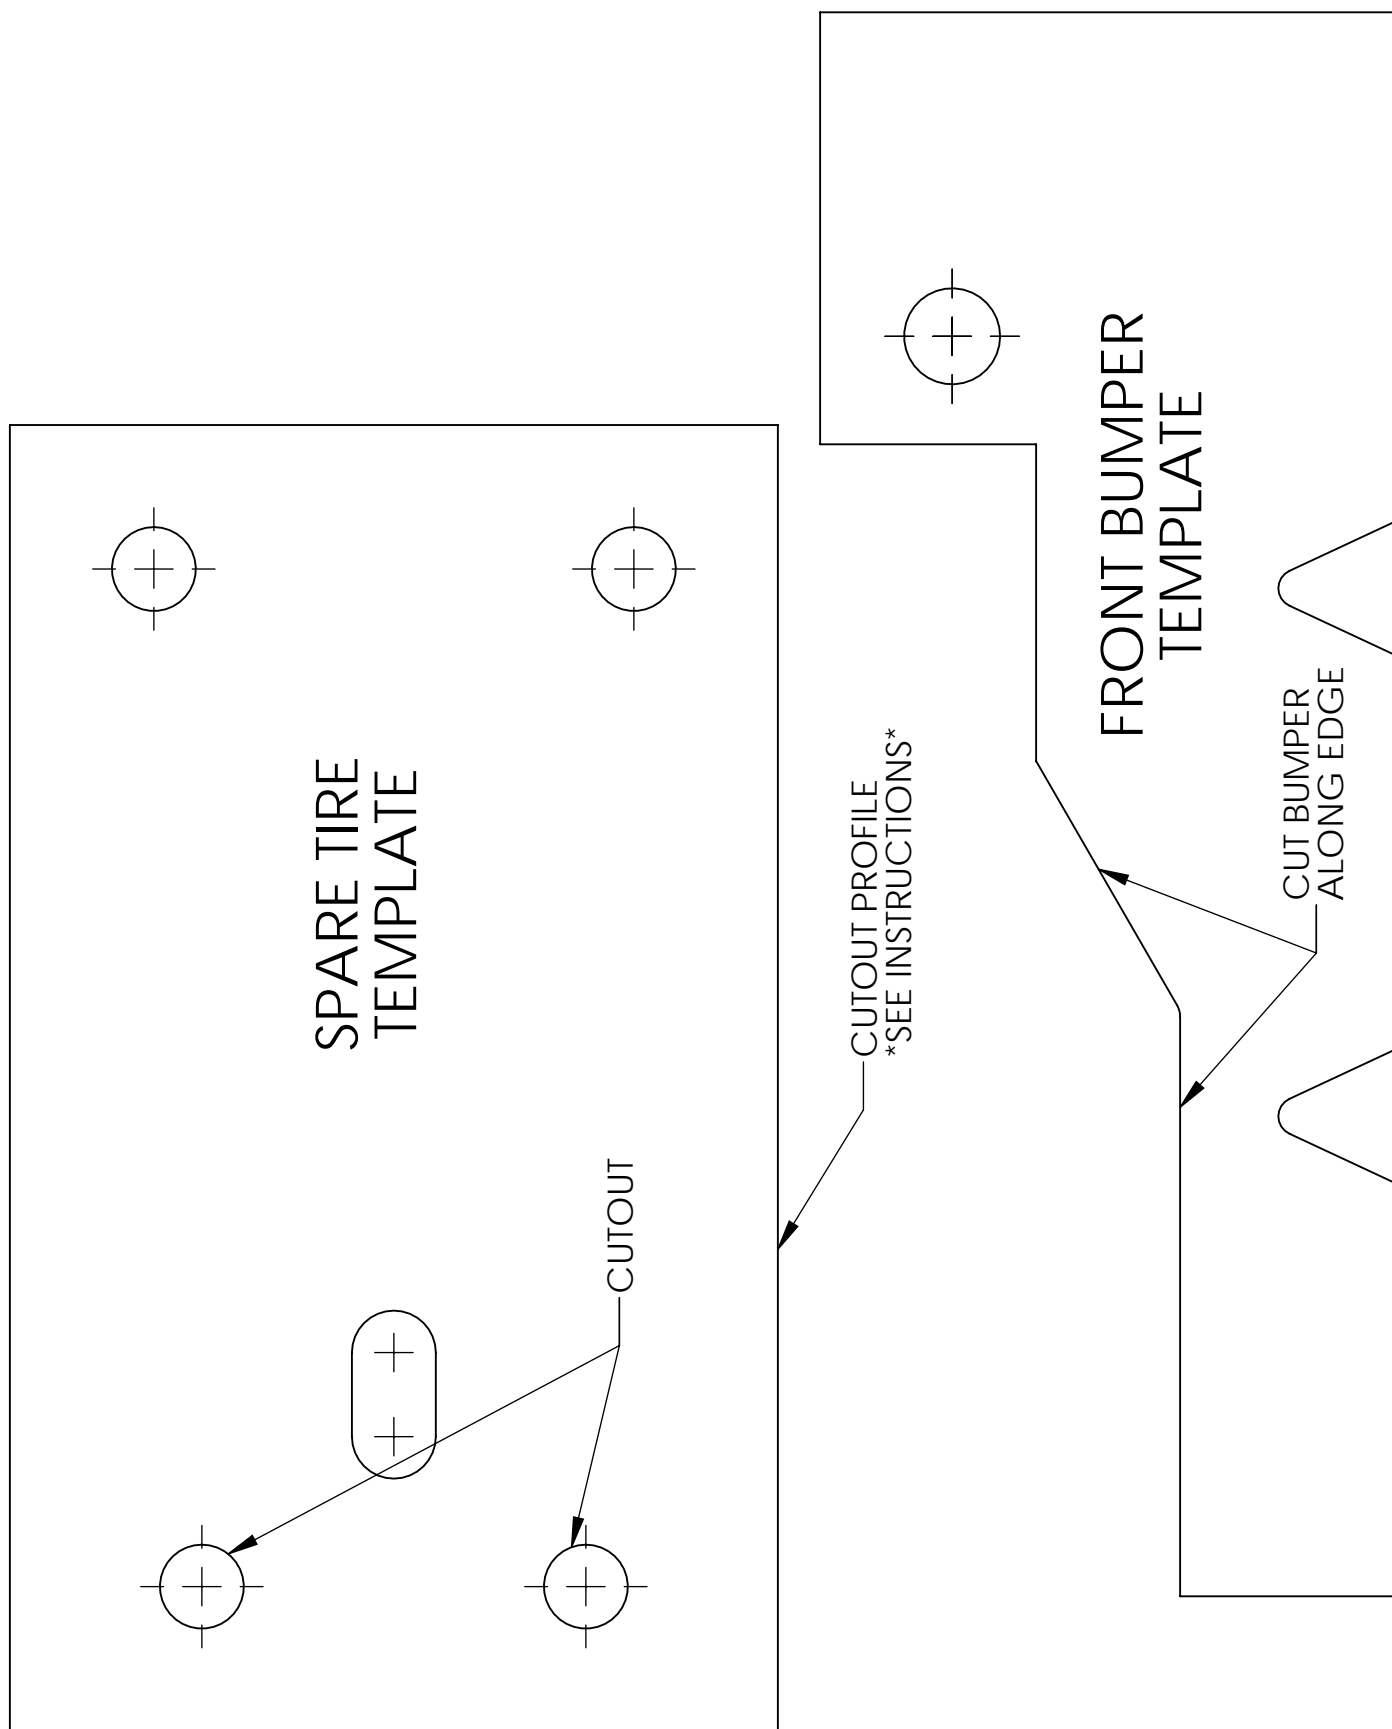 SPARE TIRE
TEMPLATE
CUTOUT
CUTOUT PROFILE
*SEE INSTRUCTIONS*
FRONT BUMPER
TEMPLATE
CUT BUMPER
ALONG EDGE